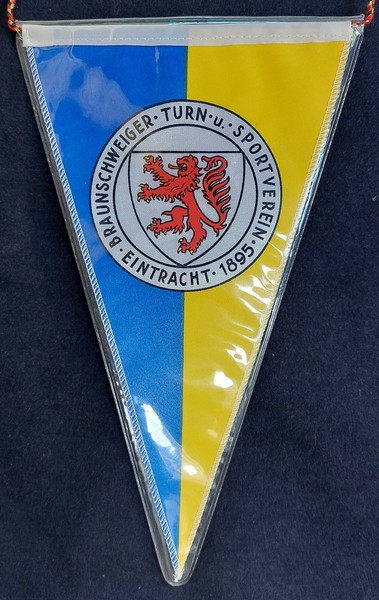 BRAUNSCHWEIGER · TURN · u. · SPORTVEREIN ·
· EINTRACHT · 1895 ·